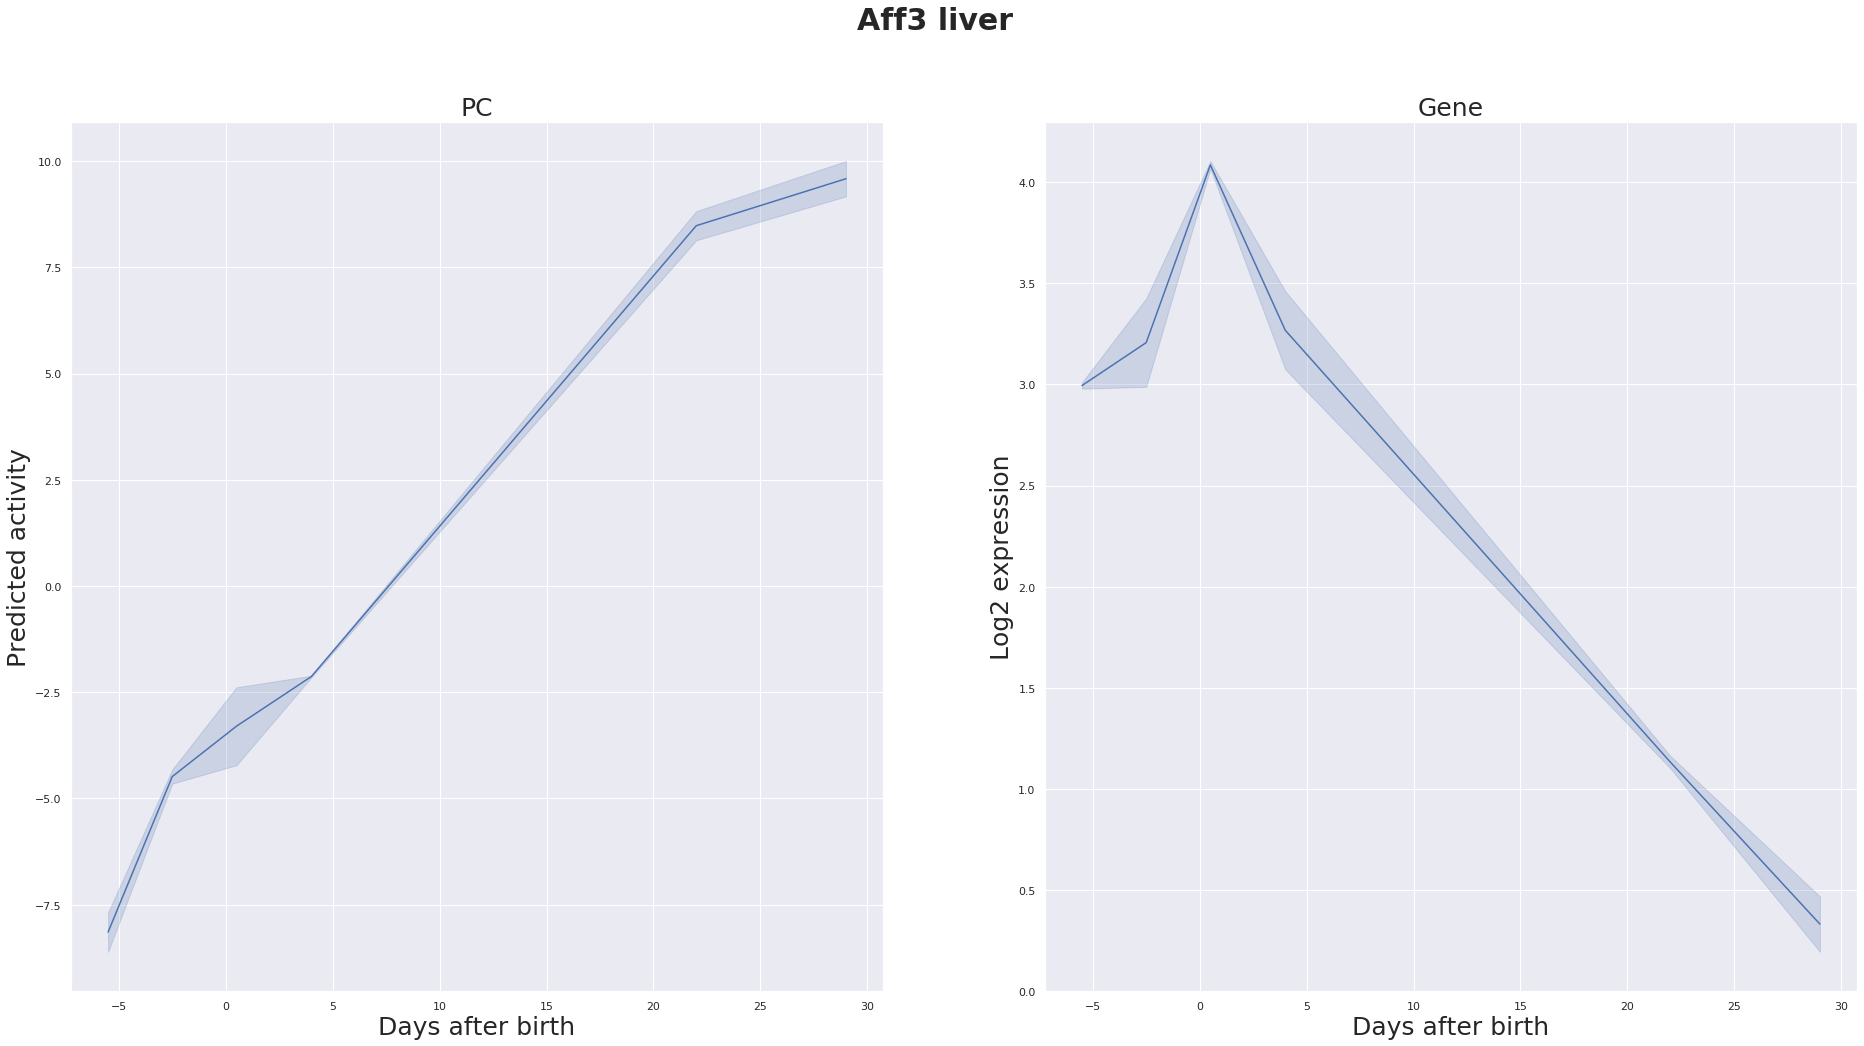 Aff3 liver
PC
Predicted activity
10.0
7.5
5.0
2.5
0.0
−2.5
−5.0
−7.5
−5 0 5 10 15 20 25 30
Days after birth
Gene
Log2 expression
4.0
3.5
3.0
2.5
2.0
1.5
1.0
0.5
0.0
−5 0 5 10 15 20 25 30
Days after birth